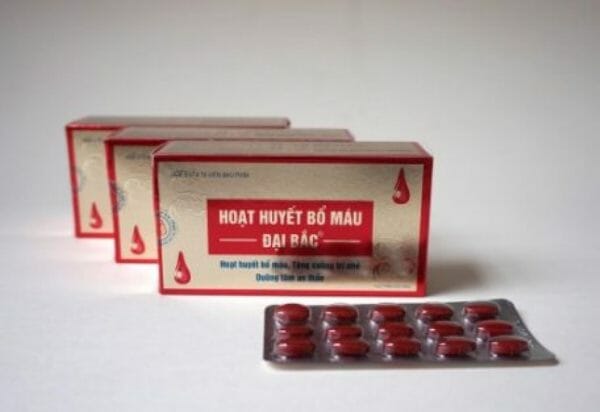 HOẠT HUYẾT BỔ MÁU
ĐẠI BẮC®
Hoạt huyết bổ máu, Tăng cường trí nhớ
Dưỡng tâm an thần